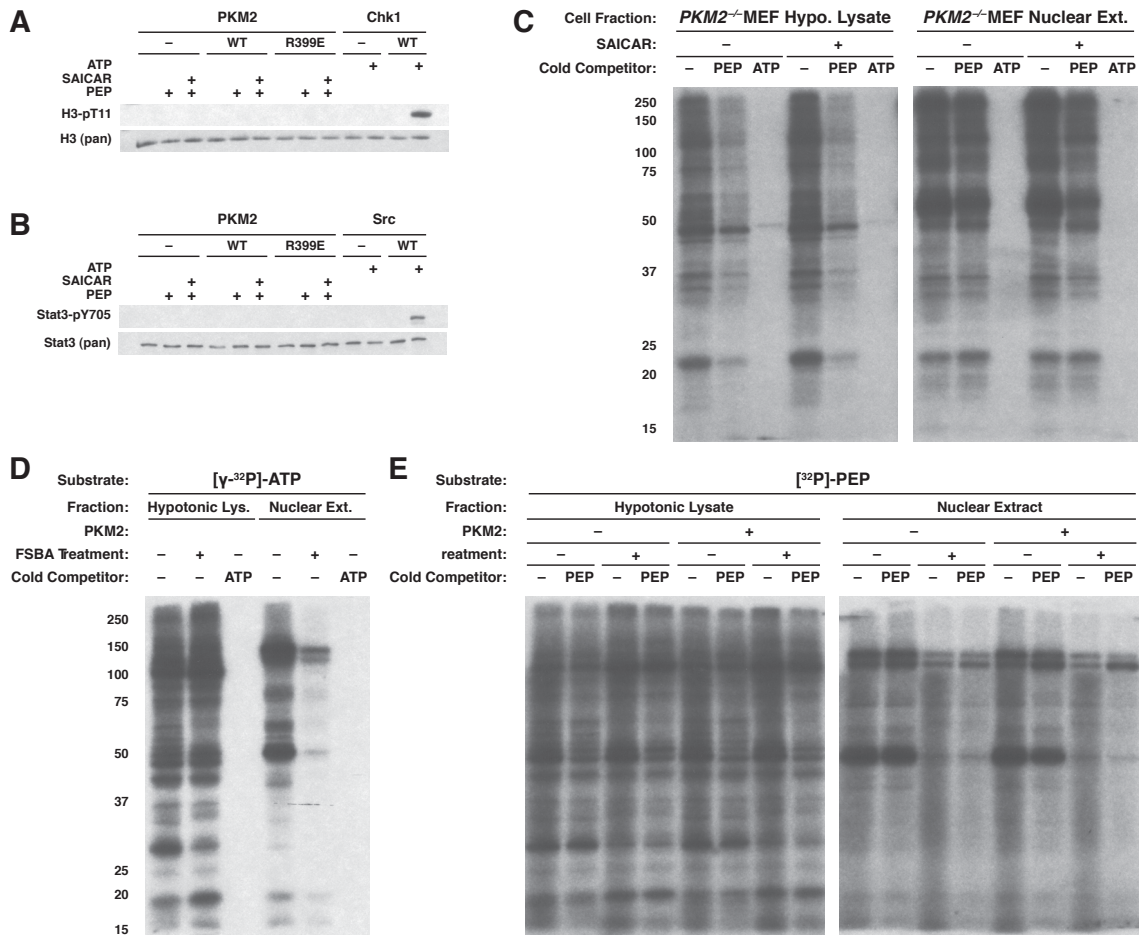 A
PKM2 Chk1
– WT R399E – WT
ATP + +
SAICAR + + +
PEP + + + + + +
H3-pT11
H3 (pan)
B
PKM2 Src
– WT R399E – WT
ATP + +
SAICAR + + +
PEP + + + + + +
Stat3-pY705
Stat3 (pan)
C
Cell Fraction: PKM2–/–MEF Hypo. Lysate PKM2–/–MEF Nuclear Ext.
SAICAR: – + – +
Cold Competitor: – PEP ATP – PEP ATP – PEP ATP – PEP ATP
250
150
100
75
50
37
25
20
15
D
Substrate: [γ-32P]-ATP
Fraction: Hypotonic Lys. Nuclear Ext.
PKM2:
FSBA Treatment: – + – – + –
Cold Competitor: – – ATP – – ATP
250
150
100
75
50
37
25
20
15
E
Substrate: [32P]-PEP
Fraction: Hypotonic Lysate Nuclear Extract
PKM2: – + – +
reatment: – + – + – + – +
Cold Competitor: – PEP – PEP – PEP – PEP – PEP – PEP – PEP – PEP